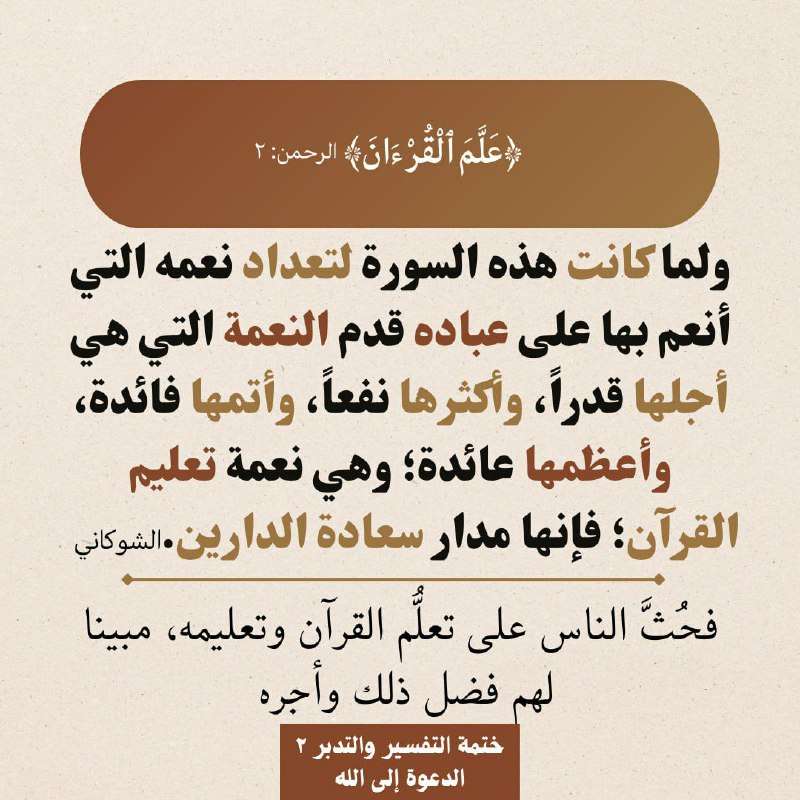 ﴿عَلَّمَ ٱلْقُرْءَانَ﴾ الرحمن: ٢
ولما كانت هذه السورة لتعداد نعمه التي
أنعم بها على عباده قدم النعمة التي هي
أجلها قدراً، وأكثرها نفعاً، وأتمها فائدة،
وأعظمها عائدة؛ وهي نعمة تعليم
القرآن؛ فإنها مدار سعادة الدارين. الشوكاني
فحُثَّ الناس على تعلُّم القرآن وتعليمه، مبينا
لهم فضل ذلك وأجره
ختمة التفسير والتدبر ٢
الدعوة إلى الله